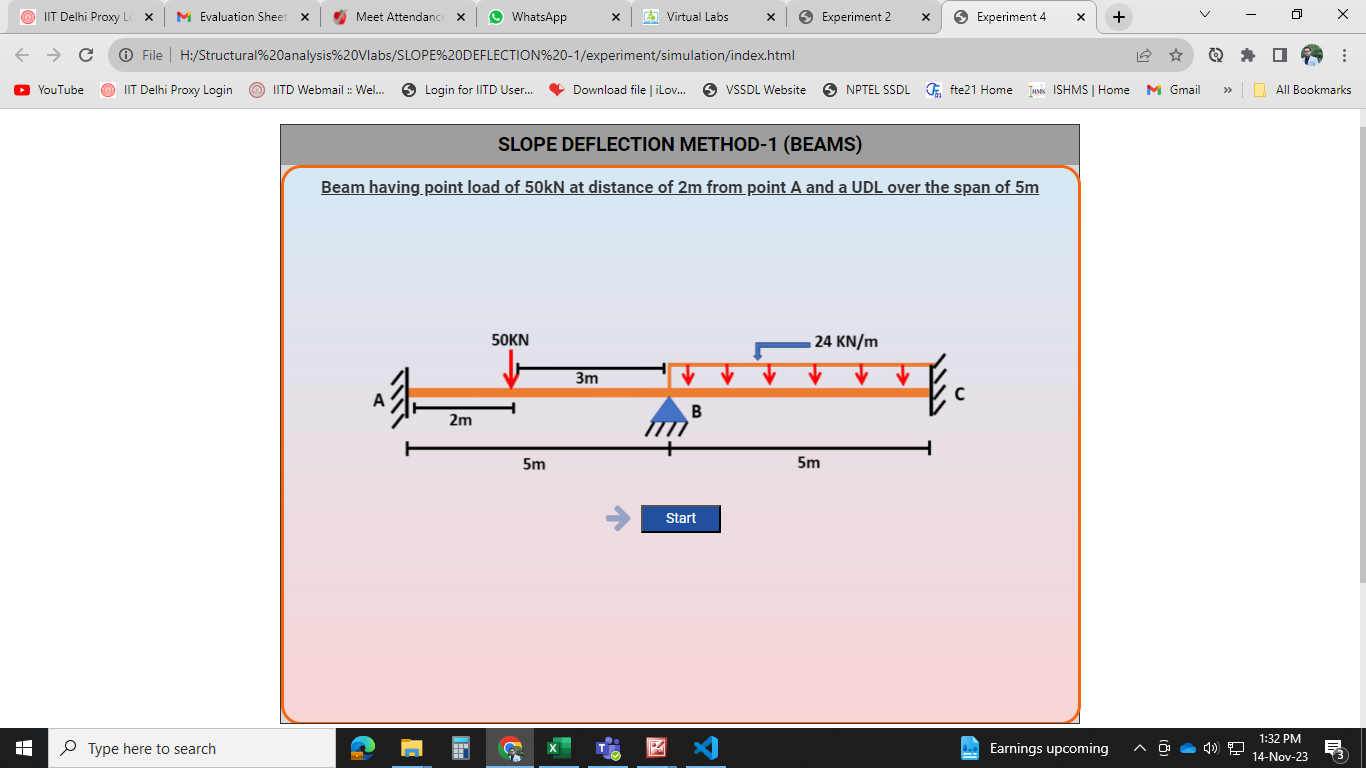 IIT Delhi Proxy Lo
Evaluation Sheet
Meet Attendanc
WhatsApp
Virtual Labs
Experiment 2
Experiment 4
File
H:/Structural%20analysis%20Vlabs/SLOPE%20DEFLECTION%20-1/experiment/simulation/index.html
YouTube
IIT Delhi Proxy Login
IITD Webmail :: Wel...
Login for IITD User...
Download file | iLov...
VSSDL Website
NPTEL SSDL
fte21 Home
ISHMS | Home
Gmail
»
All Bookmarks
SLOPE DEFLECTION METHOD-1 (BEAMS)
Beam having point load of 50kN at distance of 2m from point A and a UDL over the span of 5m
50KN
24 KN/m
3m
A
C
2m
B
5m
5m
Start
Type here to search
Earnings upcoming
1:32 PM
14-Nov-23
3